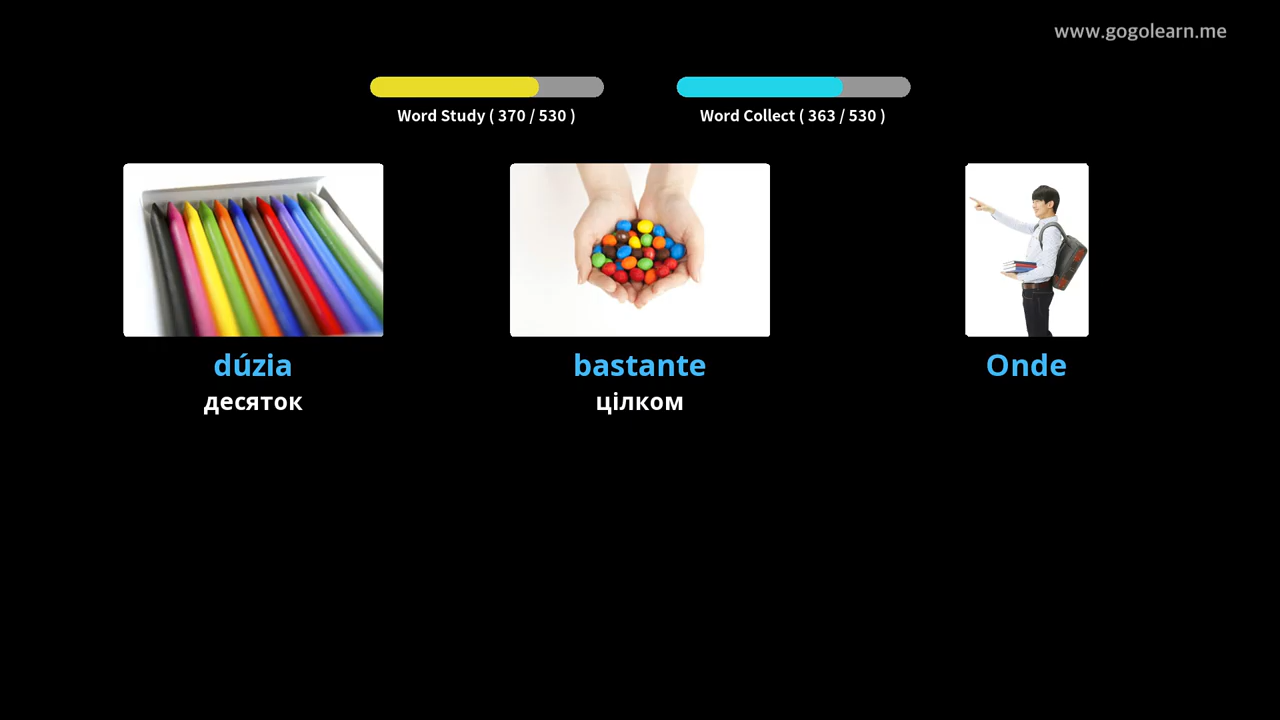 www.gogolearn.me
Word Study ( 370 / 530 )
Word Collect ( 363 / 530 )
dúzia
десяток
bastante
цілком
Onde